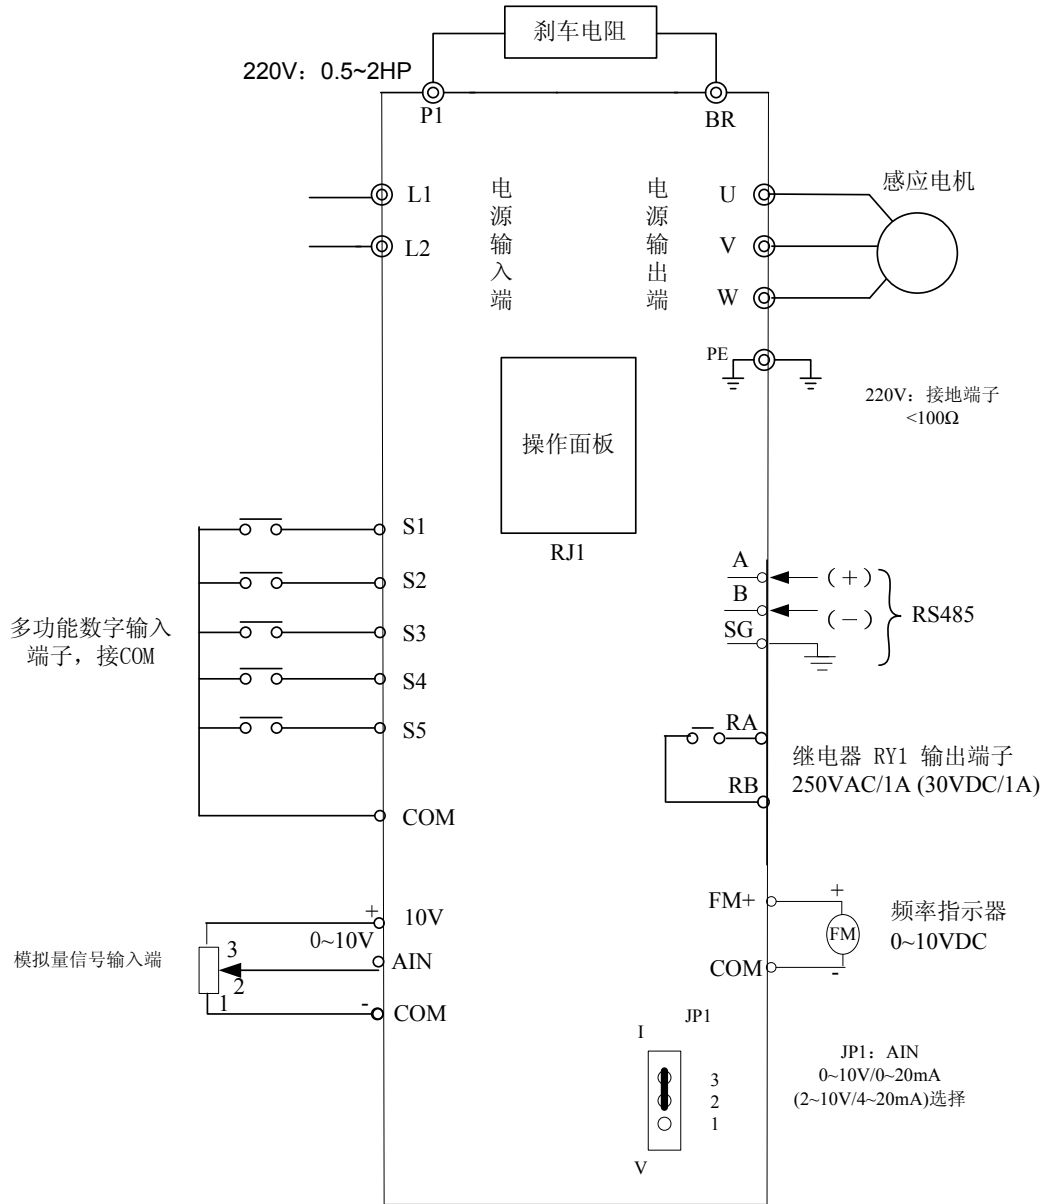 刹车电阻
220V：0.5~2HP
P1
BR
L1
L2
电源输入端
电源输出端
U
V
W
感应电机
PE
220V：接地端子
<100Ω
操作面板
RJ1
S1
S2
S3
S4
S5
COM
多功能数字输入
端子，接COM
A
(+)
B
(-)
SG
RS485
RA
RB
继电器 RY1 输出端子
250VAC/1A (30VDC/1A)
+
10V
0~10V
3
AIN
2
1
-
COM
模拟量信号输入端
FM+
+
FM
COM
-
频率指示器
0~10VDC
JP1
I
3
2
1
V
JP1：AIN
0~10V/0~20mA
(2~10V/4~20mA)选择